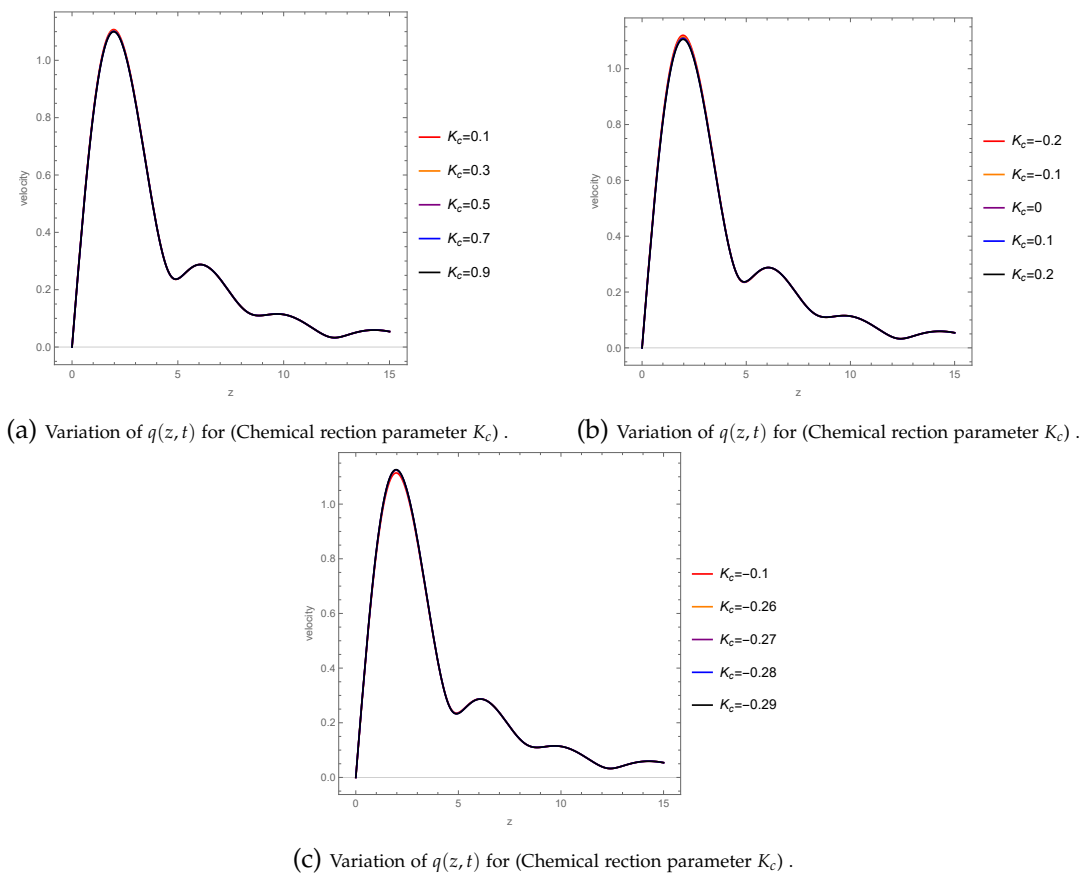 1.0
0.8
0.6
0.4
0.2
0.0
velocity
0
5
10
15
z
K_c=0.1
K_c=0.3
K_c=0.5
K_c=0.7
K_c=0.9
(a) Variation of q(z, t) for (Chemical rection parameter K_c) .
1.0
0.8
0.6
0.4
0.2
0.0
velocity
0
5
10
15
z
K_c=−0.2
K_c=−0.1
K_c=0
K_c=0.1
K_c=0.2
(b) Variation of q(z, t) for (Chemical rection parameter K_c) .
1.0
0.8
0.6
0.4
0.2
0.0
velocity
0
5
10
15
z
K_c=−0.1
K_c=−0.26
K_c=−0.27
K_c=−0.28
K_c=−0.29
(c) Variation of q(z, t) for (Chemical rection parameter K_c) .